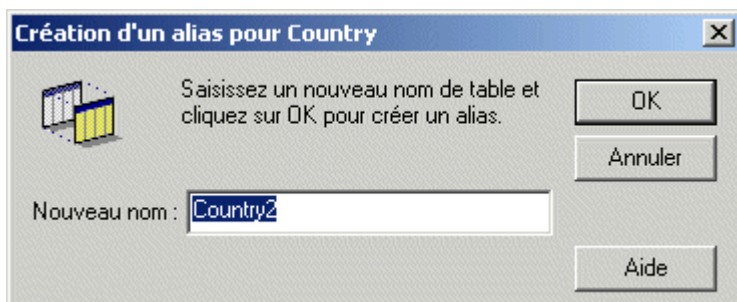 Création d'un alias pour Country
Saisissez un nouveau nom de table et
cliquez sur OK pour créer un alias.
OK
Annuler
Nouveau nom : Country2
Aide